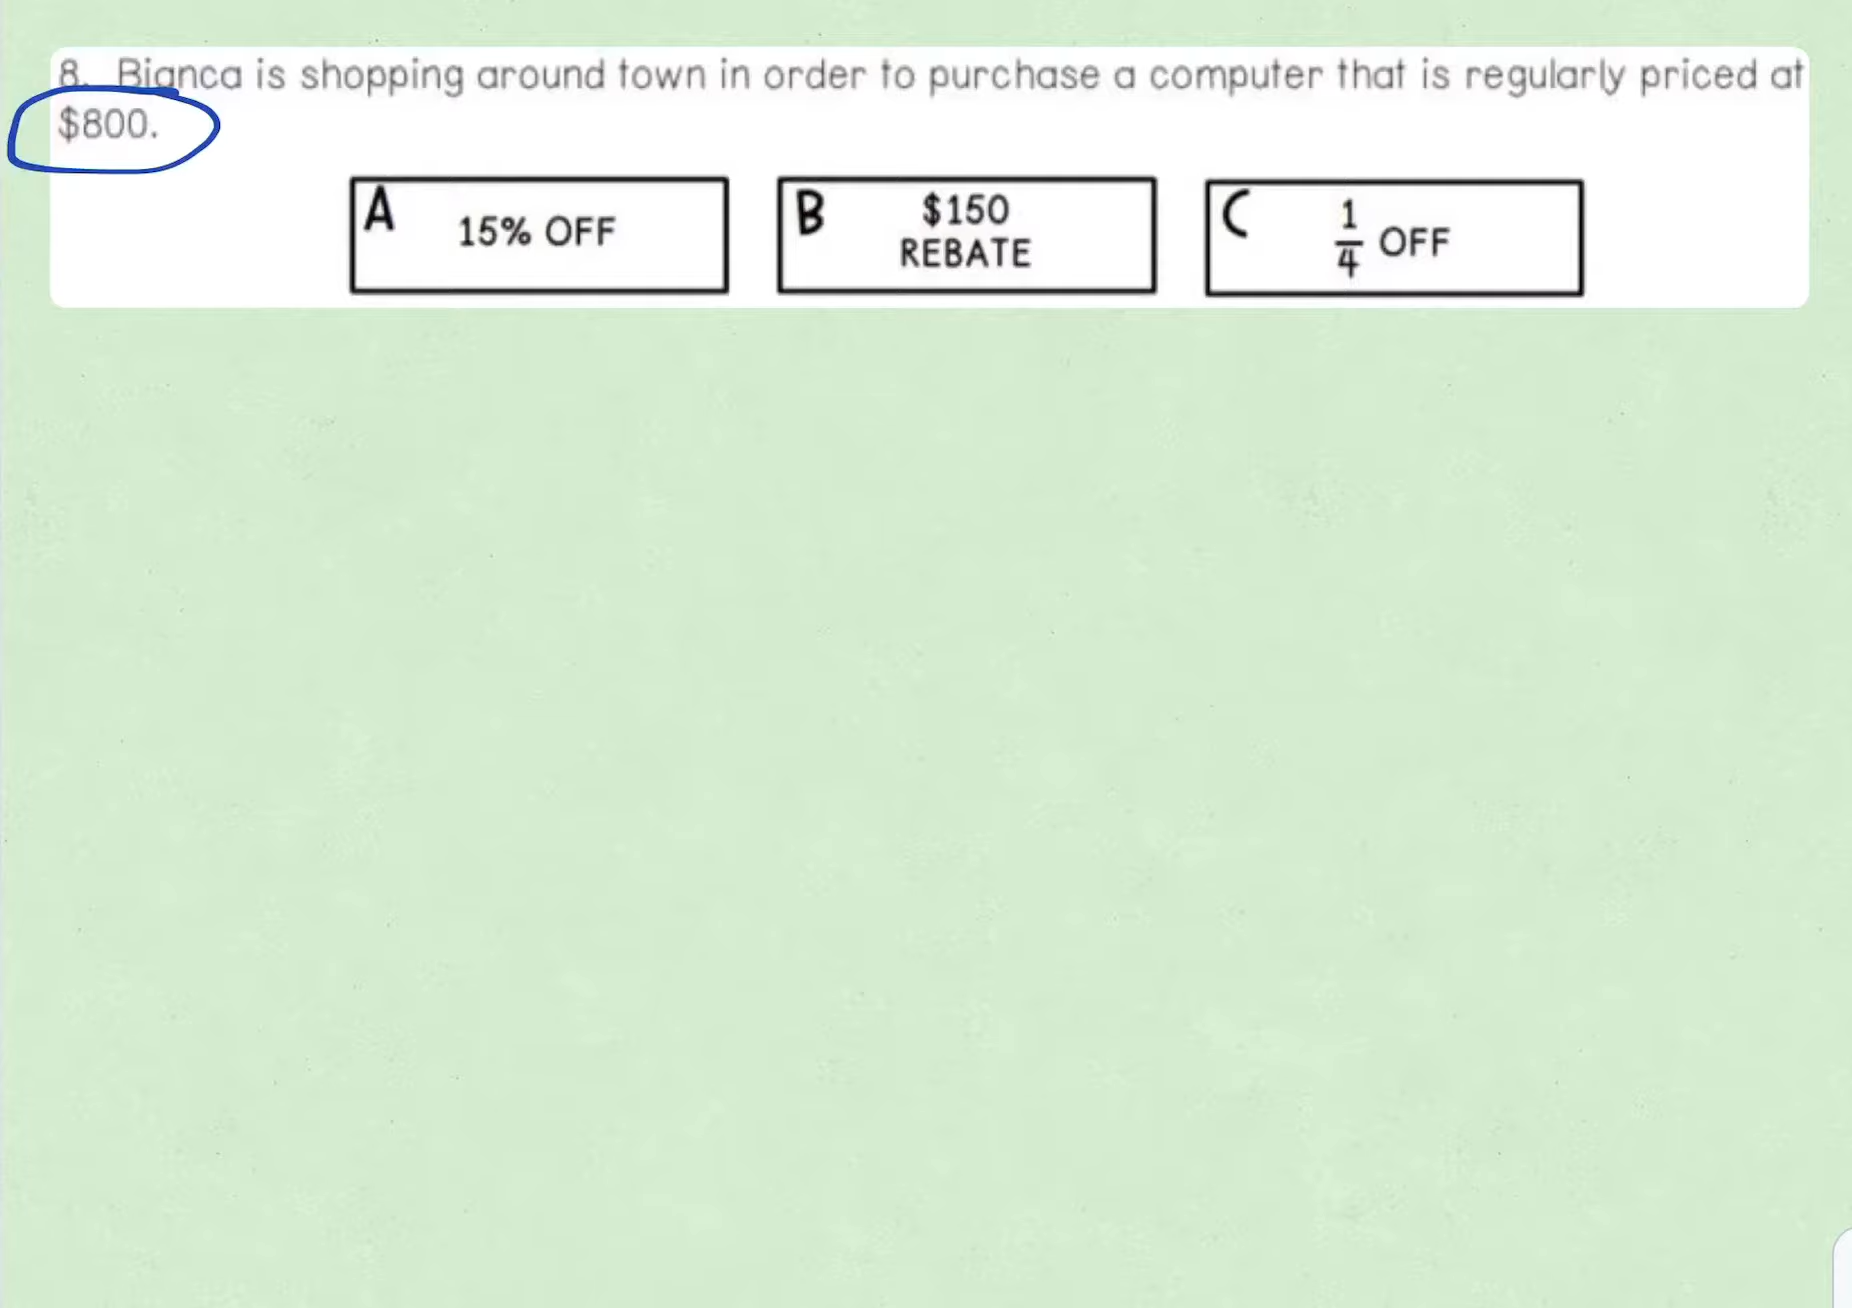 8. Bianca is shopping around town in order to purchase a computer that is regularly priced at
$800.
A 15% OFF
B $150
REBATE
C 1/4 OFF